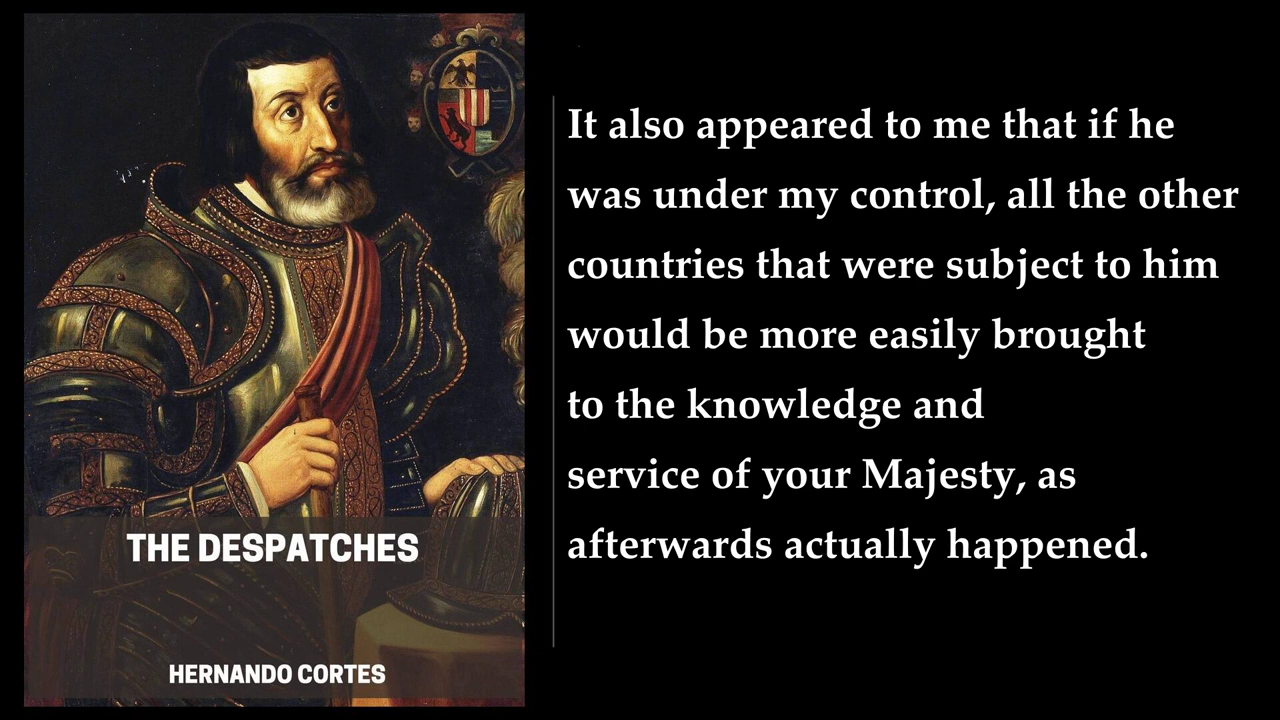 THE DESPATCHES
HERNANDO CORTES
It also appeared to me that if he
was under my control, all the other
countries that were subject to him
would be more easily brought
to the knowledge and
service of your Majesty, as
afterwards actually happened.